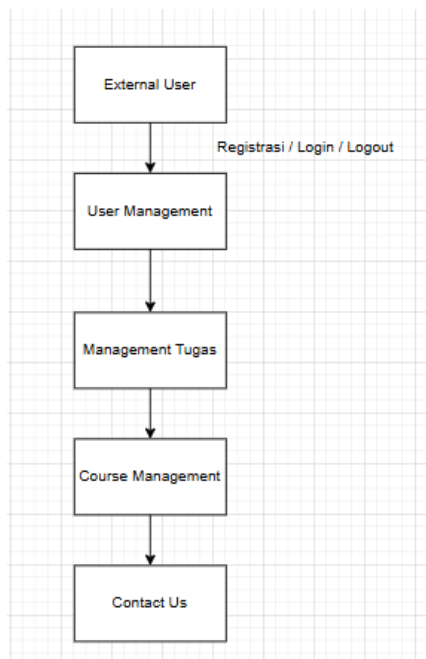 External User
Registrasi / Login / Logout
User Management
Management Tugas
Course Management
Contact Us